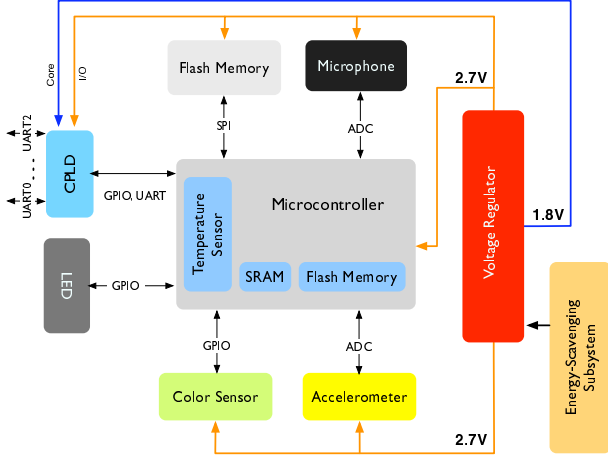 Core
I/O
Flash Memory
Microphone
2.7V
SPI
ADC
UART2
UART0
CPLD
GPIO, UART
Microcontroller
Temperature
Sensor
SRAM
Flash Memory
Voltage Regulator
1.8V
LED
GPIO
GPIO
ADC
Energy-Scavenging
Subsystem
Color Sensor
Accelerometer
2.7V